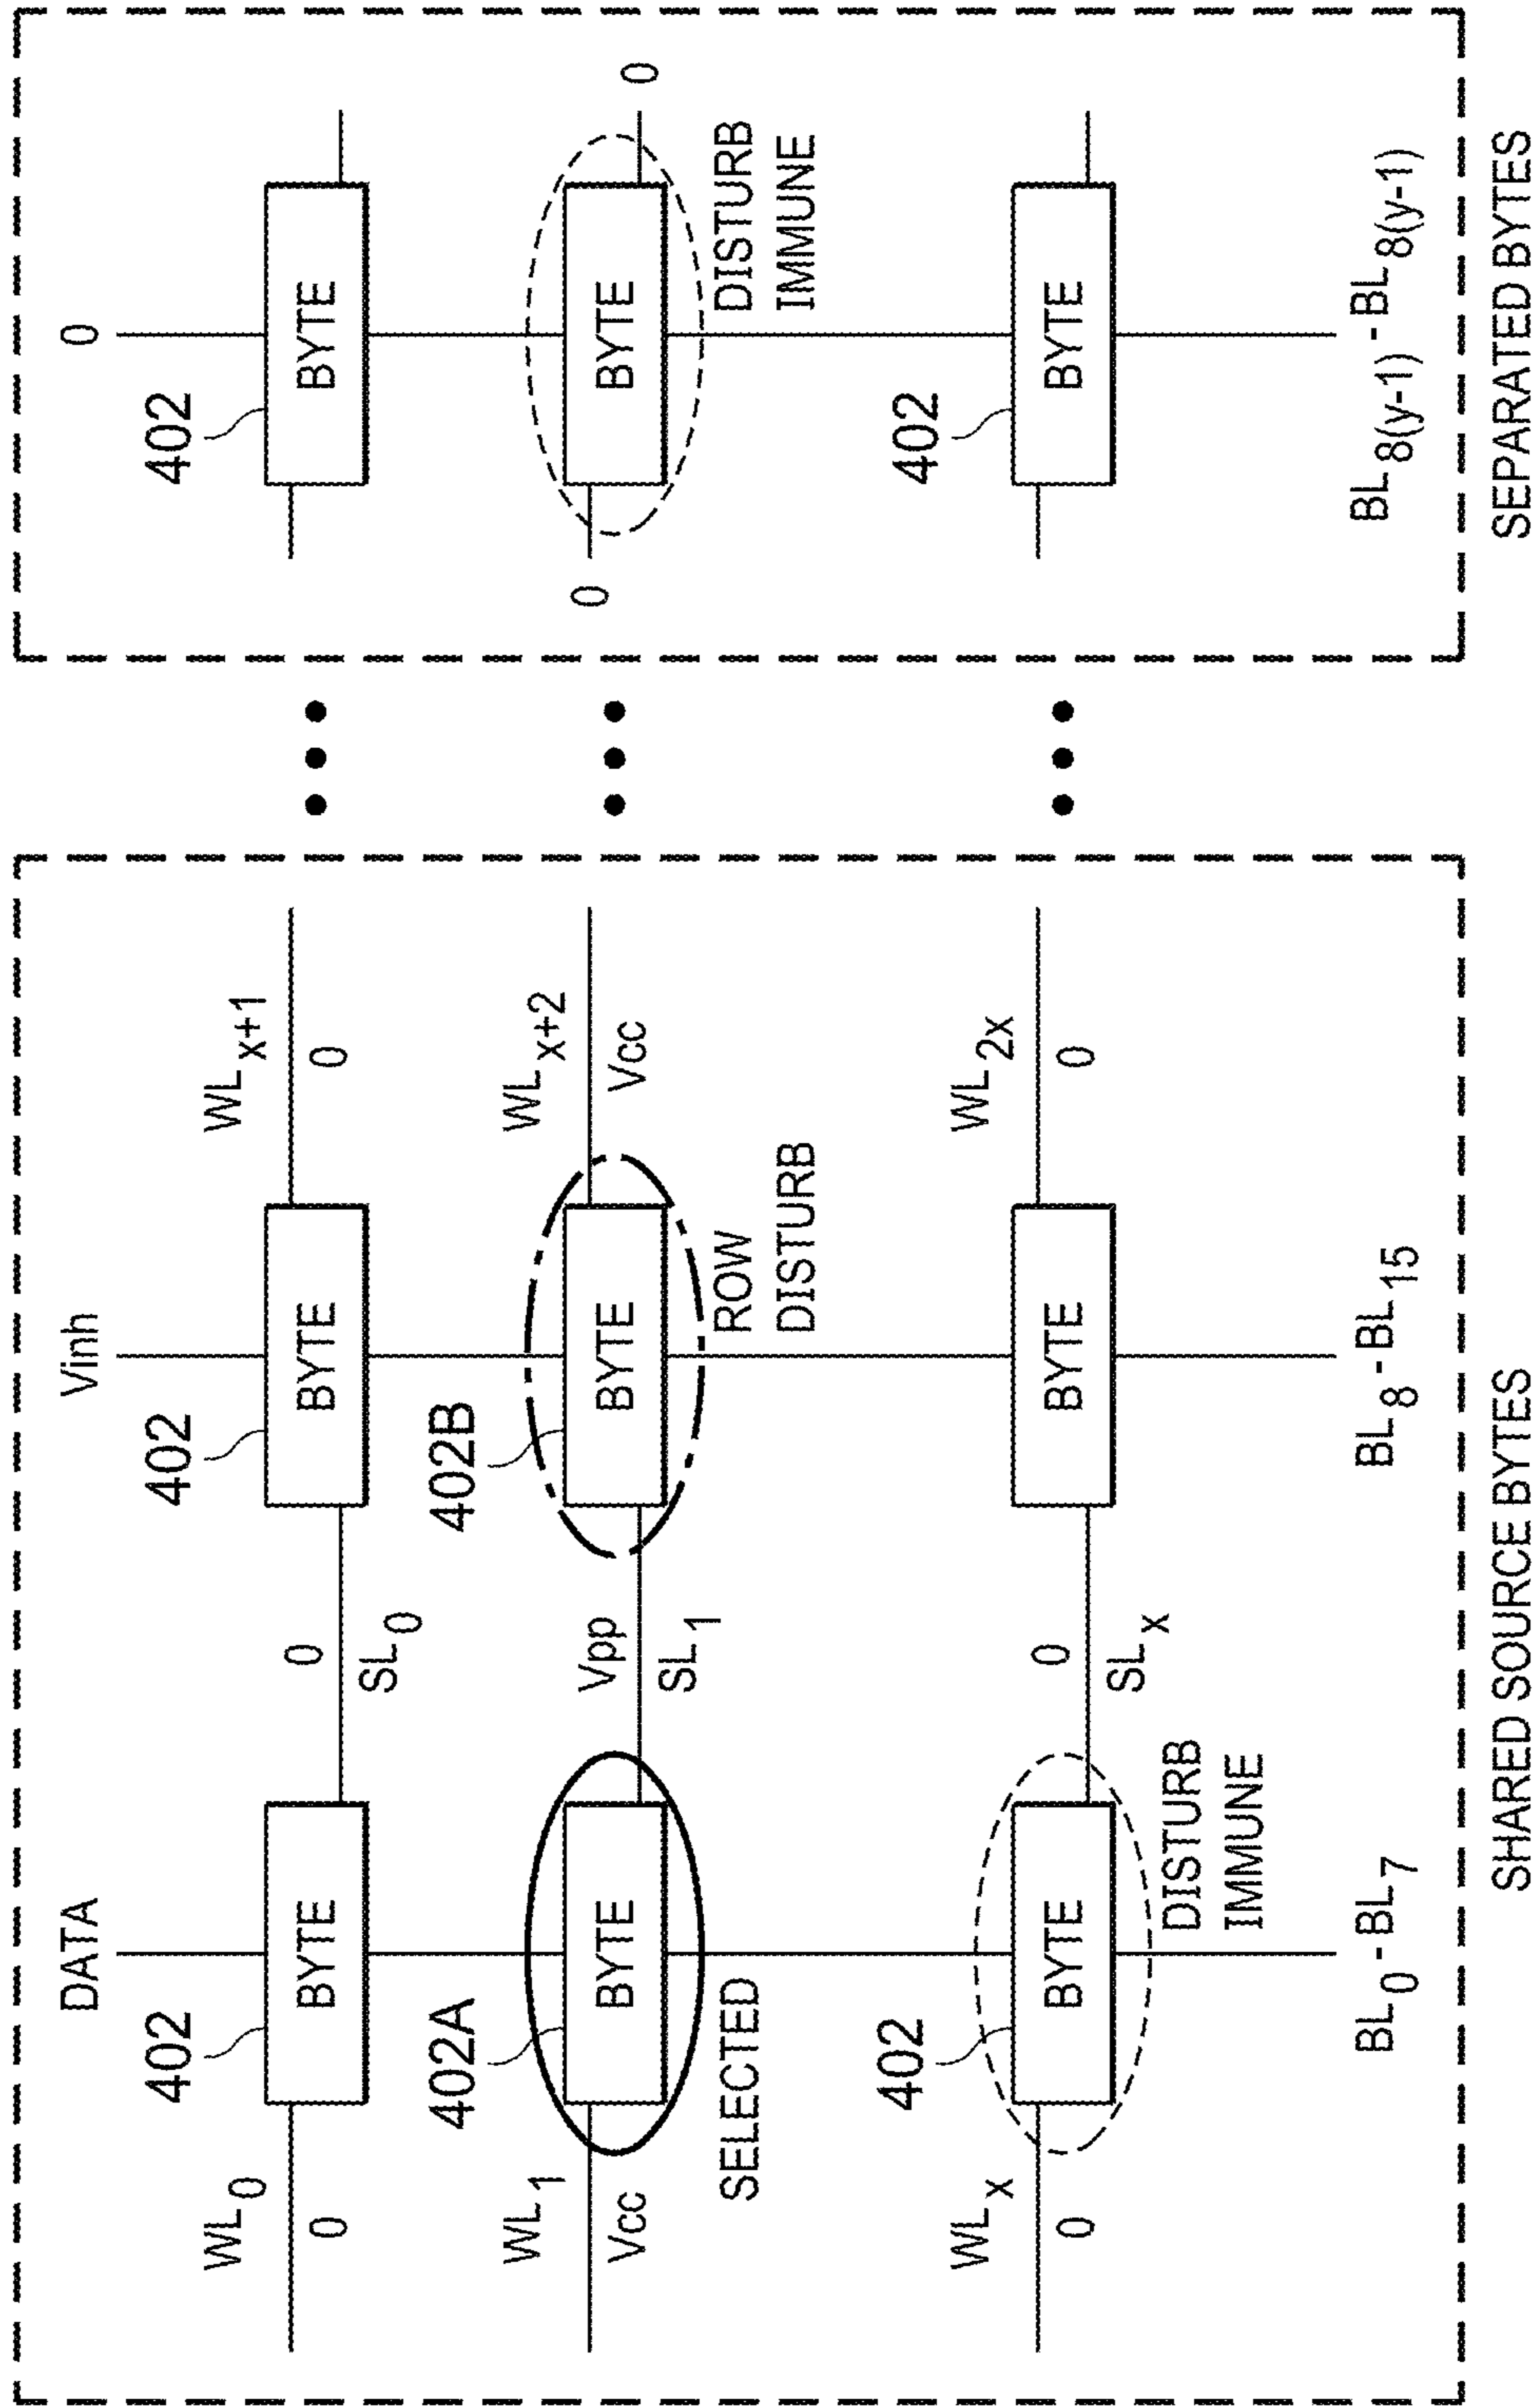 DATA
Vinh
0
WL0
0
402
BYTE
0
SL0
402
BYTE
WLx+1
0
402
BYTE
WL1
Vcc
402A
BYTE
SELECTED
Vpp
SL1
402B
BYTE
ROW
DISTURB
WLx+2
Vcc
0
BYTE
0
DISTURB
IMMUNE
WLx
0
402
BYTE
DISTURB
IMMUNE
0
SLx
BYTE
WL2x
0
402
BYTE
BL0 - BL7
BL8 - BL15
BL8(y-1) - BL8(y-1)
SHARED SOURCE BYTES
SEPARATED BYTES